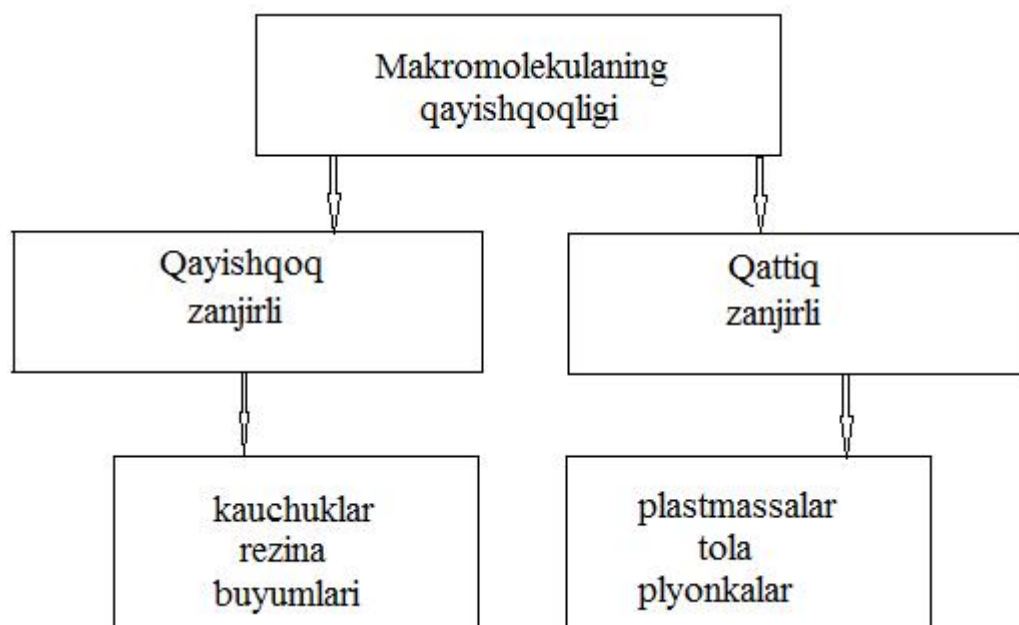 Makromolekulaning
qayishqoqligi
Qayishqoq
zanjirli
Qattiq
zanjirli
kauchuklar
rezina
buyumlari
plastmassalar
tola
plyonkalar